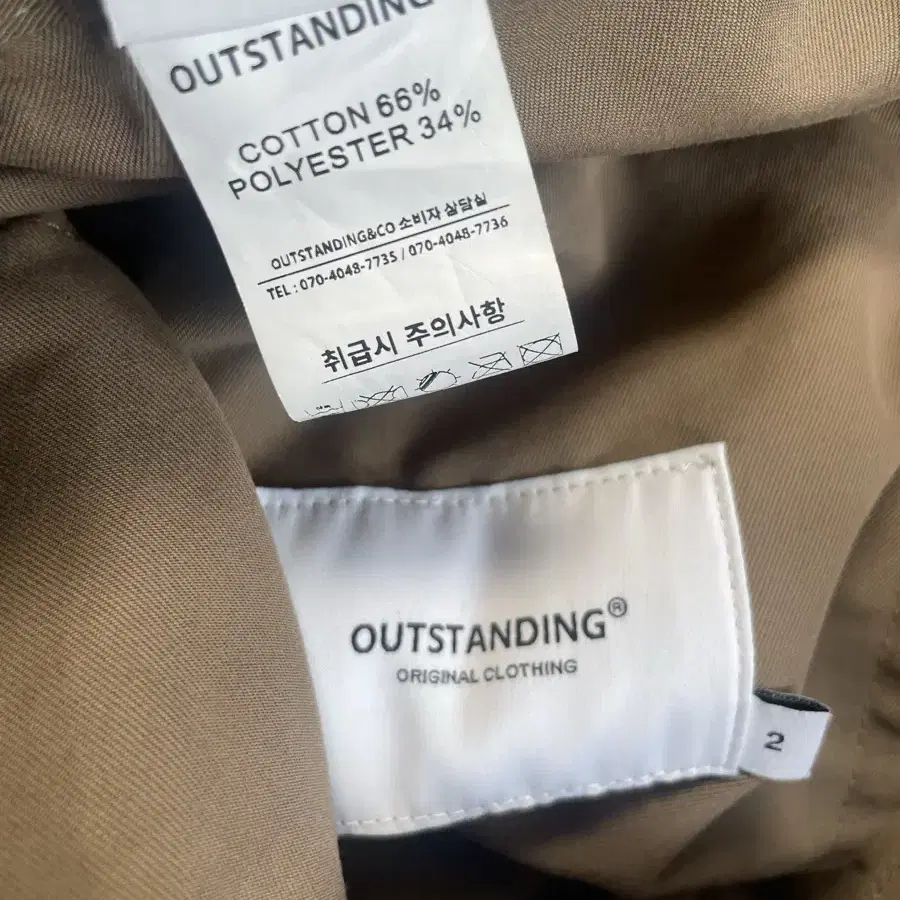 OUTSTANDING
COTTON 66%
POLYESTER 34%
OUTSTANDING&CO 소비자 상담실
TEL : 070-4048-7735 / 070-4048-7736
취급시 주의사항
OUTSTANDING®
ORIGINAL CLOTHING
2